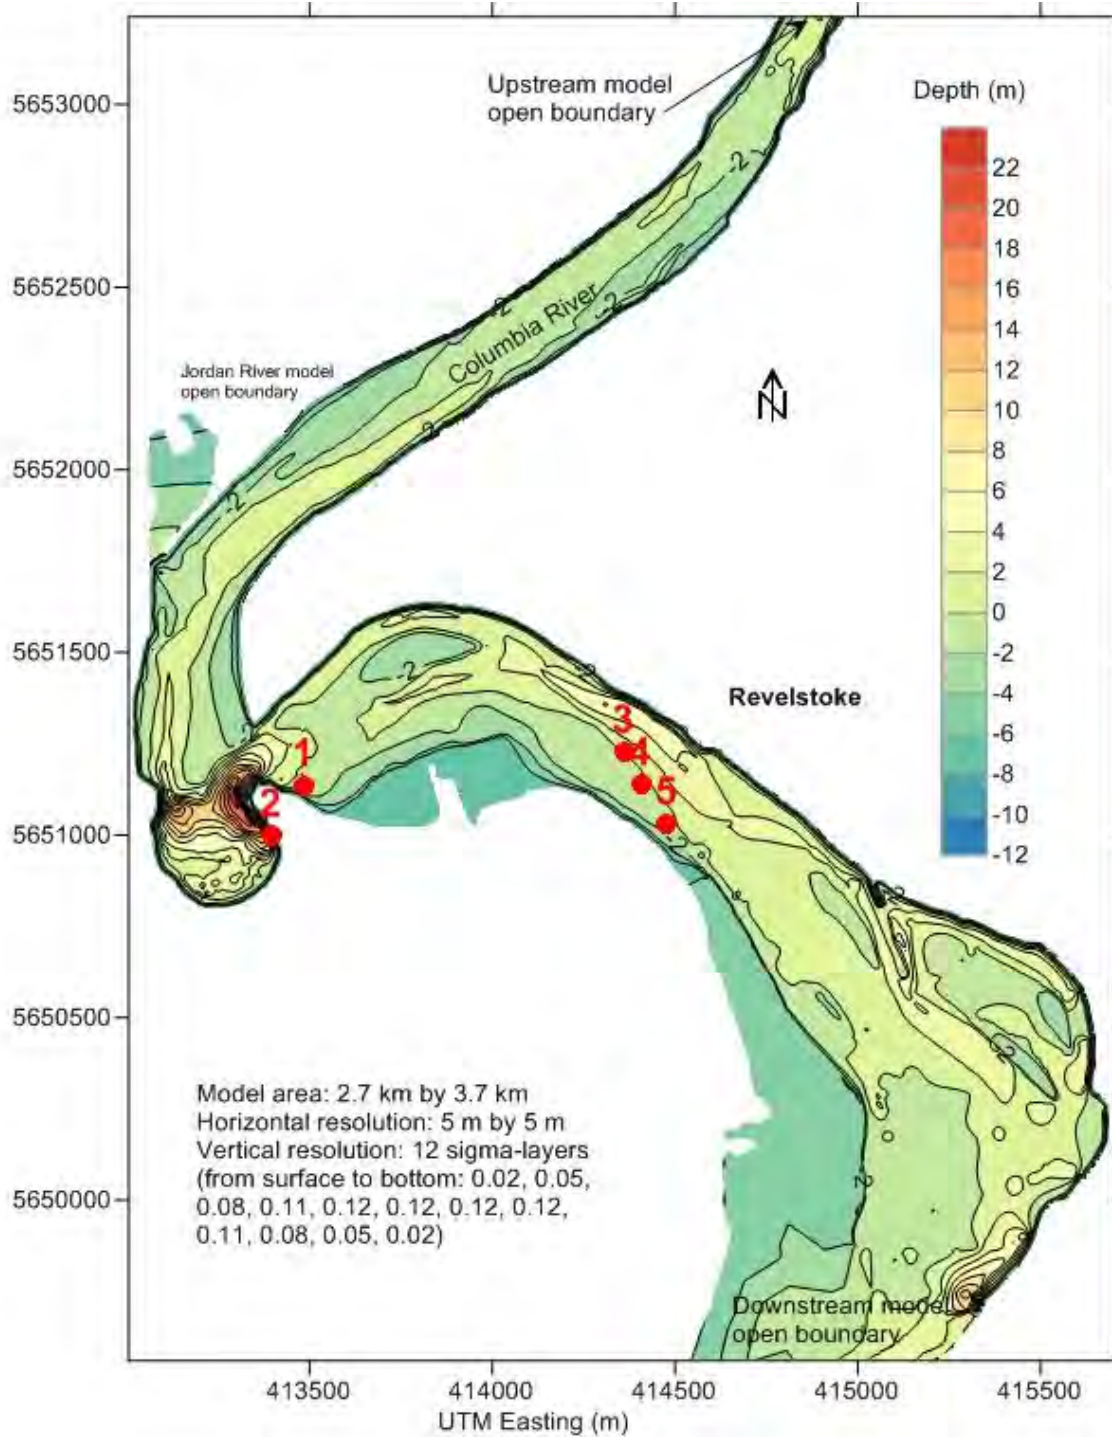 Upstream model
open boundary
Depth (m)
5653000
22
20
18
16
14
12
10
8
6
4
2
0
-2
-4
-6
-8
-10
-12
-2
5652500
-2
-2
Columbia River
Jordan River model
open boundary
N
2
5652000
-2
5651500
-2
-2
Revelstoke
3
1
4
2
5
5651000
5650500
-2
Model area: 2.7 km by 3.7 km
Horizontal resolution: 5 m by 5 m
Vertical resolution: 12 sigma-layers
(from surface to bottom: 0.02, 0.05,
0.08, 0.11, 0.12, 0.12, 0.12, 0.12,
0.11, 0.08, 0.05, 0.02)
-2
5650000
Downstream model
open boundary
413500
414000
414500
415000
415500
UTM Easting (m)